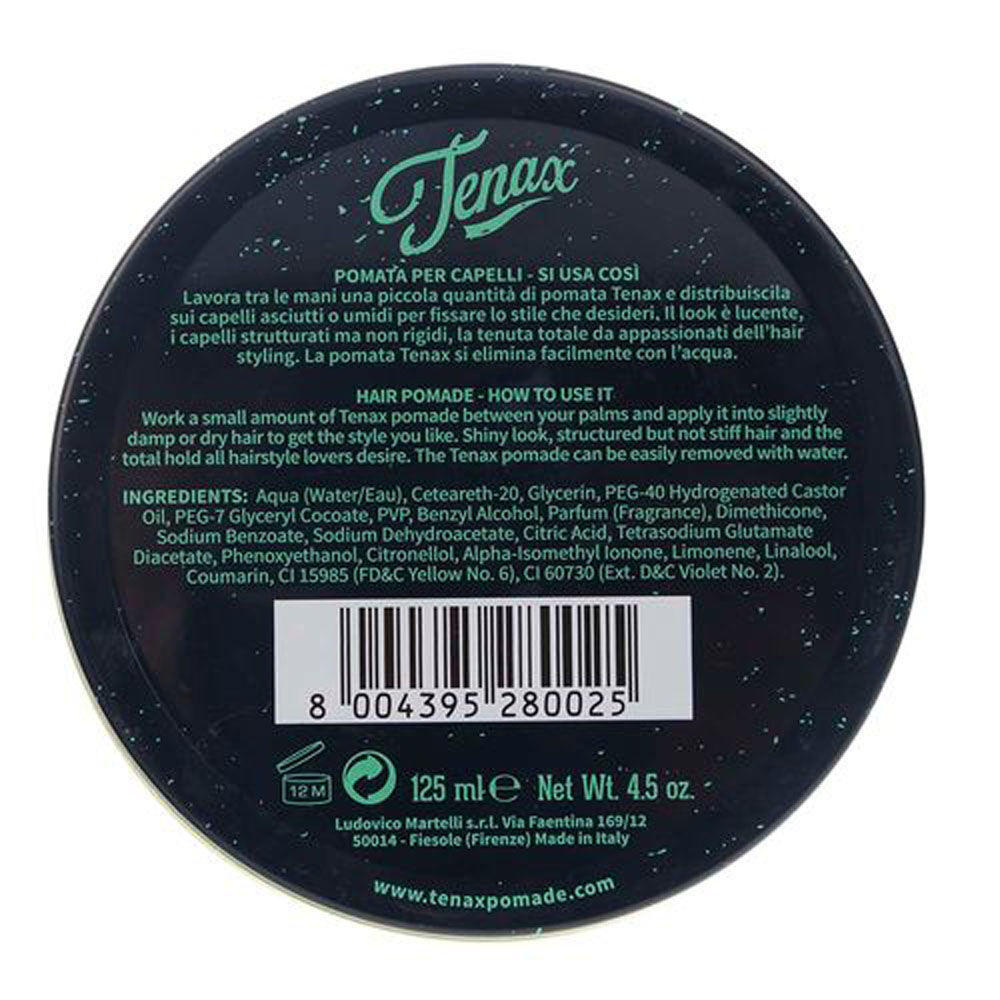 Tenax
POMATA PER CAPELLI - SI USA COSÌ
Lavora tra le mani una piccola quantità di pomata Tenax e distribuiscila
sui capelli asciutti o umidi per fissare lo stile che desideri. Il look è lucente,
i capelli strutturati ma non rigidi, la tenuta totale da appassionati dell'hair
styling. La pomata Tenax si elimina facilmente con l'acqua.
HAIR POMADE - HOW TO USE IT
Work a small amount of Tenax pomade between your palms and apply it into slightly
damp or dry hair to get the style you like. Shiny look, structured but not stiff hair and the
total hold all hairstyle lovers desire. The Tenax pomade can be easily removed with water.
INGREDIENTS: Aqua (Water/Eau), Ceteareth-20, Glycerin, PEG-40 Hydrogenated Castor
Oil, PEG-7 Glyceryl Cocoate, PVP, Benzyl Alcohol, Parfum (Fragrance), Dimethicone,
Sodium Benzoate, Sodium Dehydroacetate, Citric Acid, Tetrasodium Glutamate
Diacetate, Phenoxyethanol, Citronellol, Alpha-Isomethyl Ionone, Limonene, Linalool,
Coumarin, CI 15985 (FD&C Yellow No. 6), CI 60730 (Ext. D&C Violet No. 2).
8 004395 280025
12 M 125 ml e Net Wt. 4.5 oz.
Ludovico Martelli s.r.l. Via Faentina 169/12
50014 - Fiesole (Firenze) Made in Italy
www.tenaxpomade.com